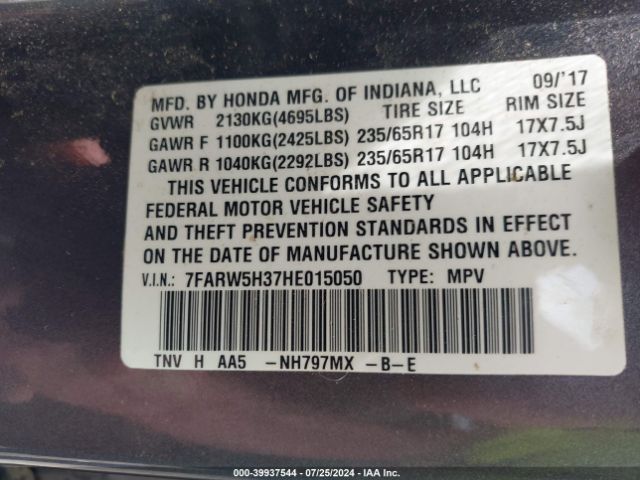 MFD. BY HONDA MFG. OF INDIANA, LLC 09/'17
GVWR 2130KG(4695LBS) TIRE SIZE RIM SIZE
GAWR F 1100KG(2425LBS) 235/65R17 104H 17X7.5J
GAWR R 1040KG(2292LBS) 235/65R17 104H 17X7.5J
THIS VEHICLE CONFORMS TO ALL APPLICABLE
FEDERAL MOTOR VEHICLE SAFETY
AND THEFT PREVENTION STANDARDS IN EFFECT
ON THE DATE OF MANUFACTURE SHOWN ABOVE.
V.I.N.: 7FARW5H37HE015050 TYPE: MPV
TNV H AA5 -NH797MX -B-E
000-39937544 - 07/25/2024 - IAA Inc.